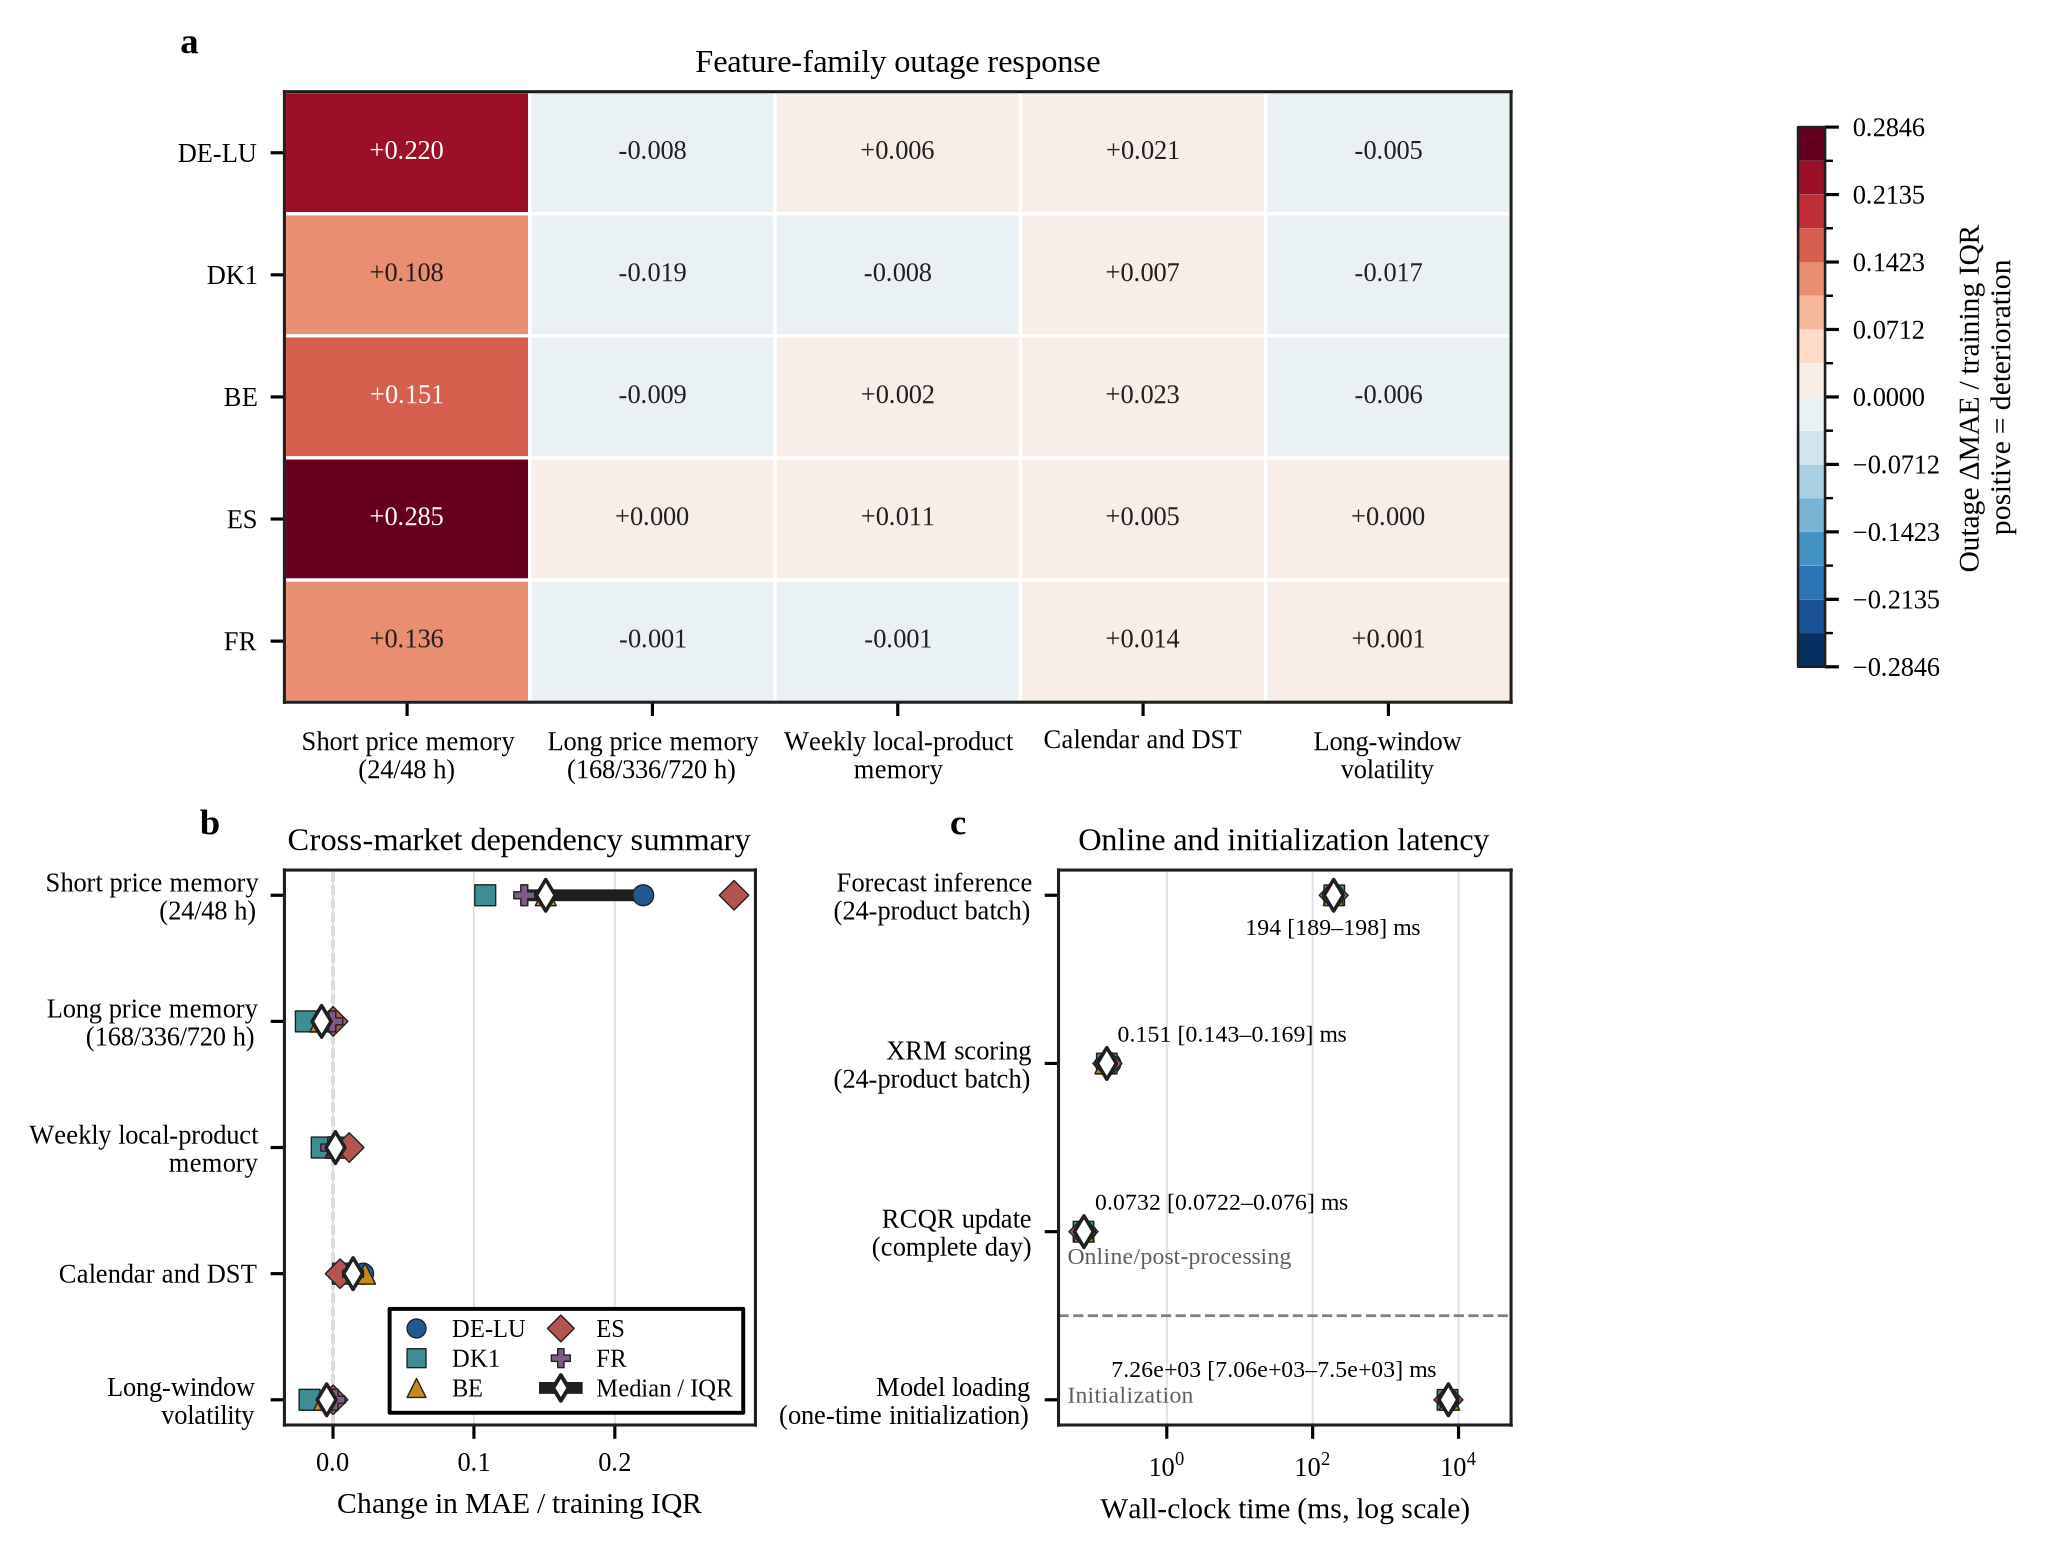 a
Feature-family outage response
DE-LU
+0.220
-0.008
+0.006
+0.021
-0.005
DK1
+0.108
-0.019
-0.008
+0.007
-0.017
BE
+0.151
-0.009
+0.002
+0.023
-0.006
ES
+0.285
+0.000
+0.011
+0.005
+0.000
FR
+0.136
-0.001
-0.001
+0.014
+0.001
Short price memory
(24/48 h)
Long price memory
(168/336/720 h)
Weekly local-product
memory
Calendar and DST
Long-window
volatility
0.2846
0.2135
0.1423
0.0712
0.0000
−0.0712
−0.1423
−0.2135
−0.2846
Outage ΔMAE / training IQR
positive = deterioration
b
Cross-market dependency summary
Short price memory
(24/48 h)
Long price memory
(168/336/720 h)
Weekly local-product
memory
Calendar and DST
Long-window
volatility
DE-LU
DK1
BE
ES
FR
Median / IQR
0.0
0.1
0.2
Change in MAE / training IQR
c
Online and initialization latency
Forecast inference
(24-product batch)
194 [189–198] ms
XRM scoring
(24-product batch)
0.151 [0.143–0.169] ms
RCQR update
(complete day)
0.0732 [0.0722–0.076] ms
Online/post-processing
Model loading
(one-time initialization)
7.26e+03 [7.06e+03–7.5e+03] ms
Initialization
10⁰
10²
10⁴
Wall-clock time (ms, log scale)